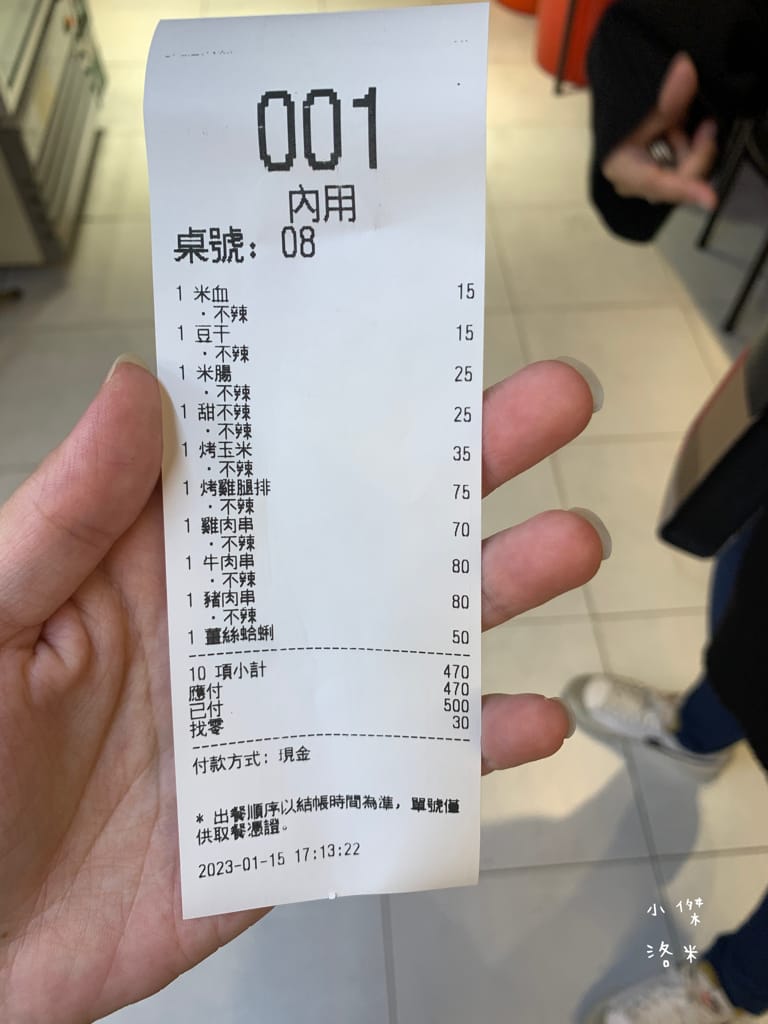 001
內用
桌號: 08
1 米血 15
・不辣
1 豆干 15
・不辣
1 米腸 25
・不辣
1 甜不辣 25
・不辣
1 烤玉米 35
・不辣
1 烤雞腿排 75
・不辣
1 雞肉串 70
・不辣
1 牛肉串 80
・不辣
1 豬肉串 80
・不辣
1 薑絲蛤蜊 50
10 項小計 470
應付 470
已付 500
找零 30
付款方式: 現金
* 出餐順序以結帳時間為準, 單號僅
供取餐憑證。
2023-01-15 17:13:22
小傑
洛米